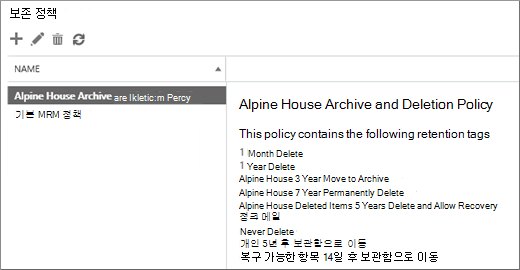 보존 정책
NAME
Alpine House Archive are Ikletic:m Percy
기본 MRM 정책
Alpine House Archive and Deletion Policy
This policy contains the following retention tags
1 Month Delete
1 Year Delete
Alpine House 3 Year Move to Archive
Alpine House 7 Year Permanently Delete
Alpine House Deleted Items 5 Years Delete and Allow Recovery
정즈 메일
Never Delete
개인 5년 후 보관함으로 이동
복구 가능한 항목 14일 후 보관함으로 이동